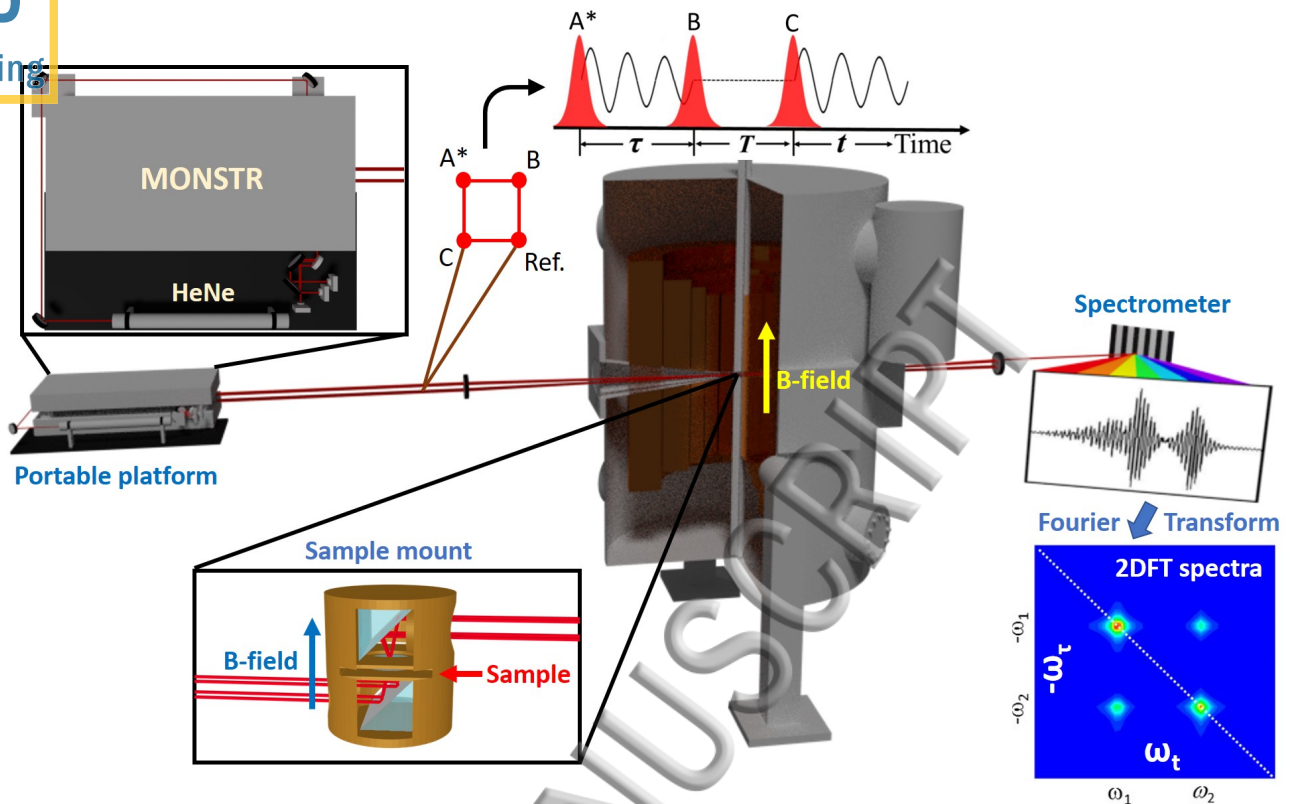 ing
A* B C
τ T t Time
MONSTR
HeNe
A* B
C Ref.
B-field
Spectrometer
Portable platform
Fourier Transform
Sample mount
B-field
Sample
2DFT spectra
-ω₁
-ω₂
-ωτ
ωt
ω₁ ω₂
USCRIPT